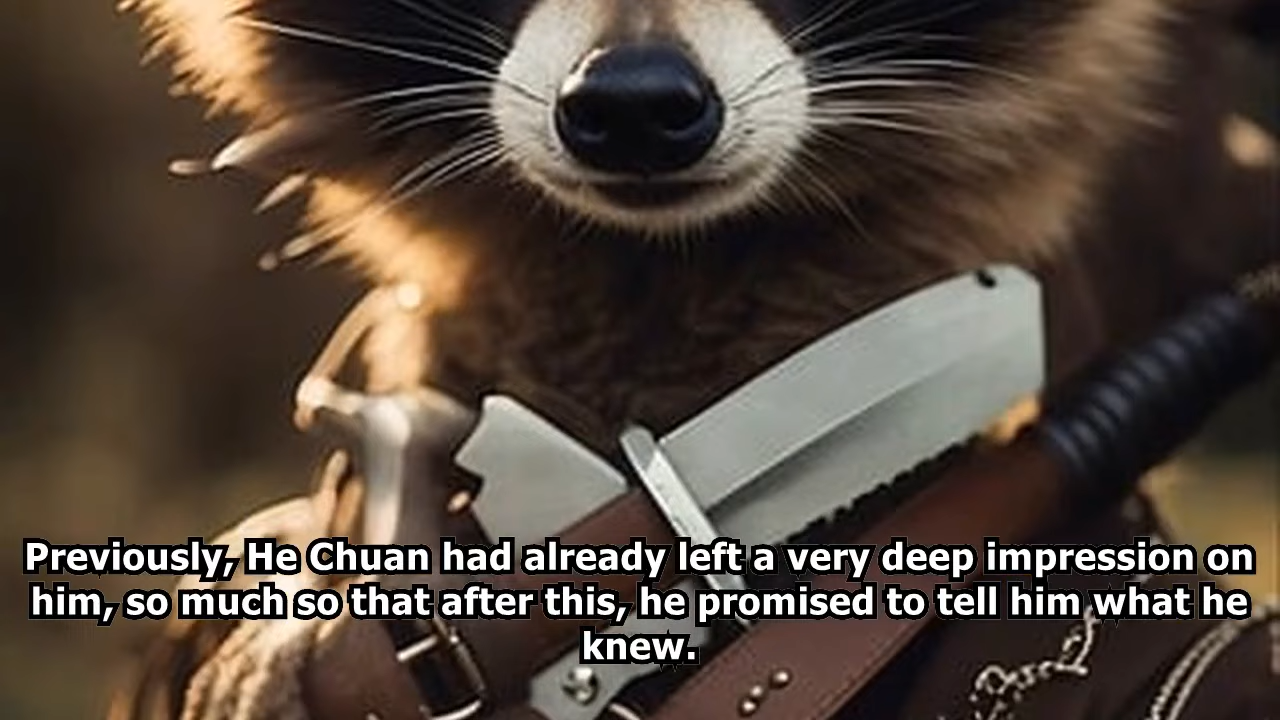 Previously, He Chuan had already left a very deep impression on
him, so much so that after this, he promised to tell him what he
knew.